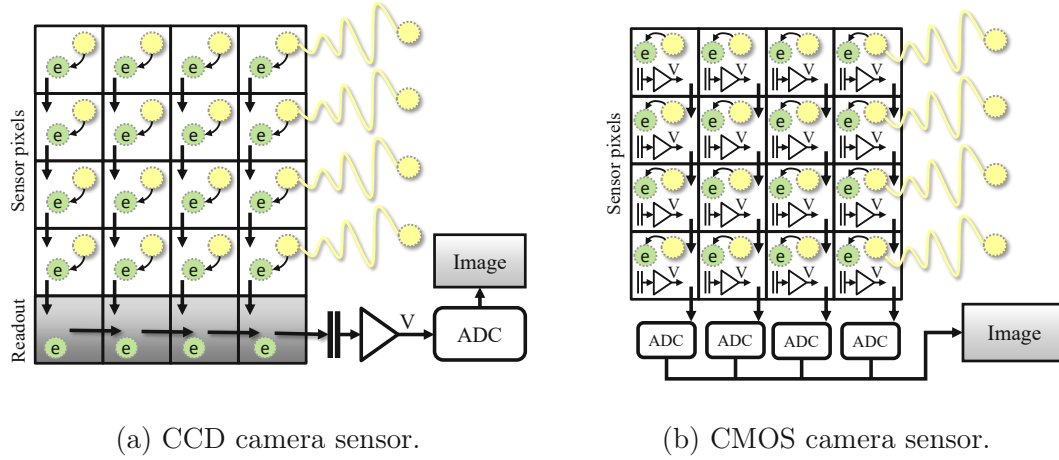 Sensor pixels
e e e e
e e e e
e e e e
e e e e
Readout
e e e e
V
ADC
Image
(a) CCD camera sensor.
Sensor pixels
e e e e
V V V V
e e e e
V V V V
e e e e
V V V V
e e e e
V V V V
ADC ADC ADC ADC
Image
(b) CMOS camera sensor.